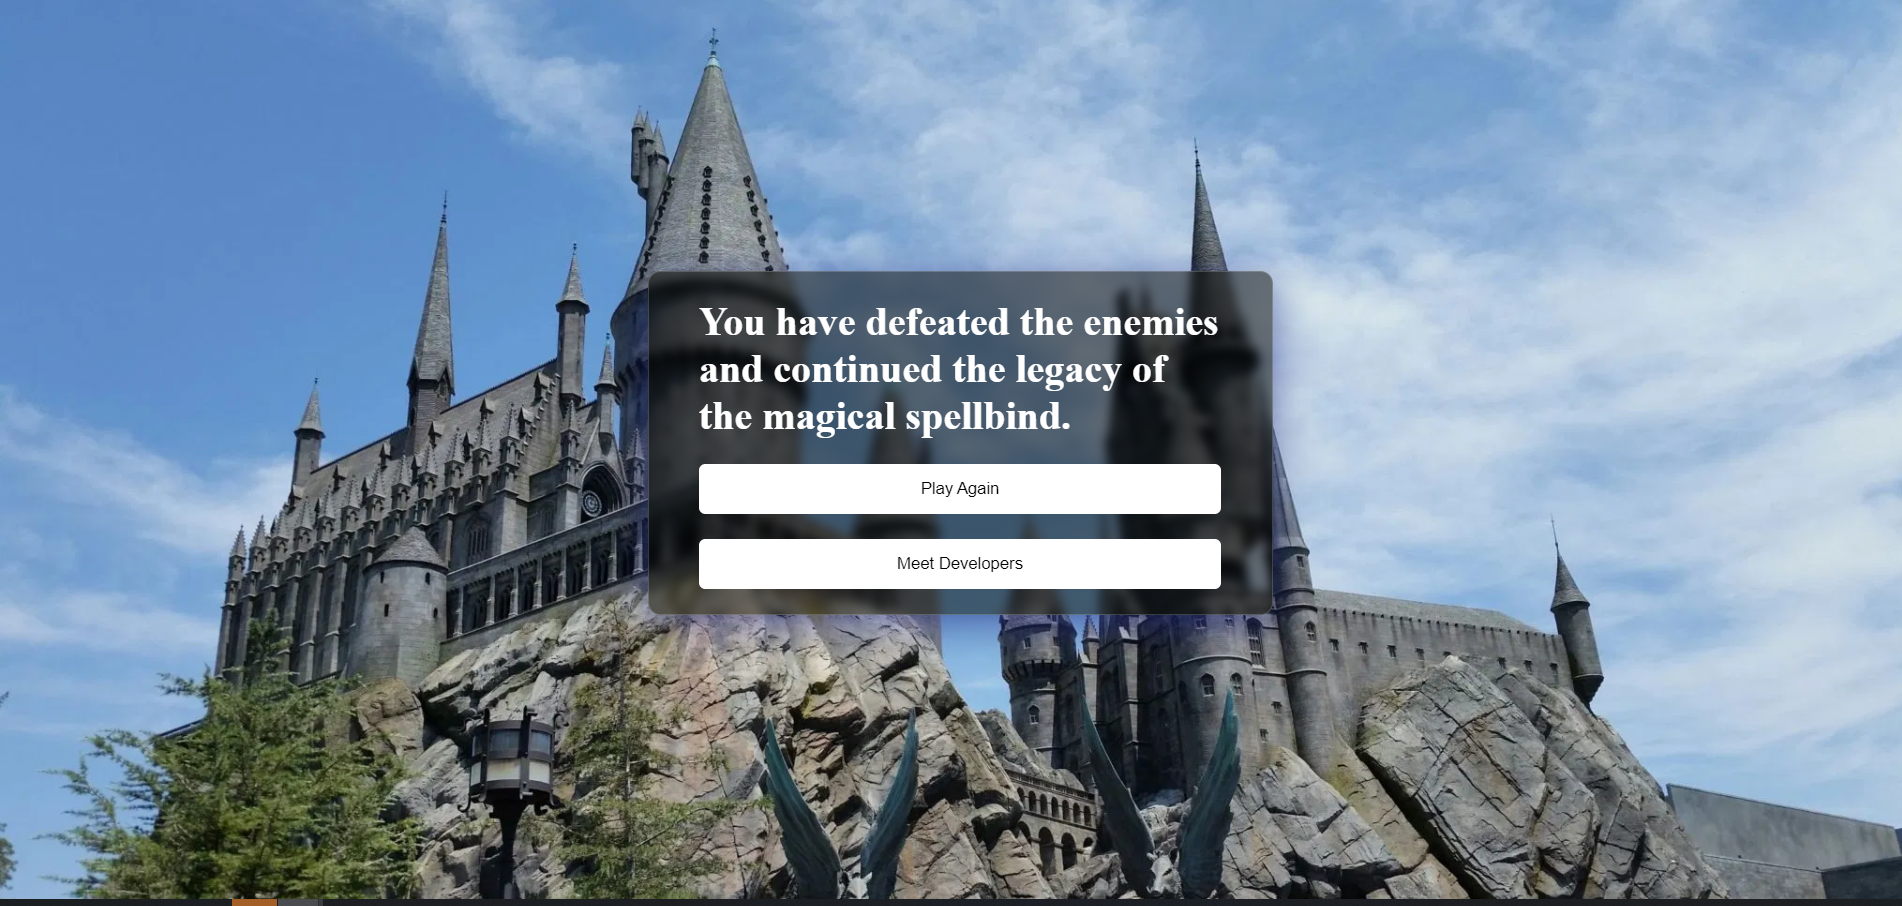 You have defeated the enemies
and continued the legacy of
the magical spellbind.
Play Again
Meet Developers